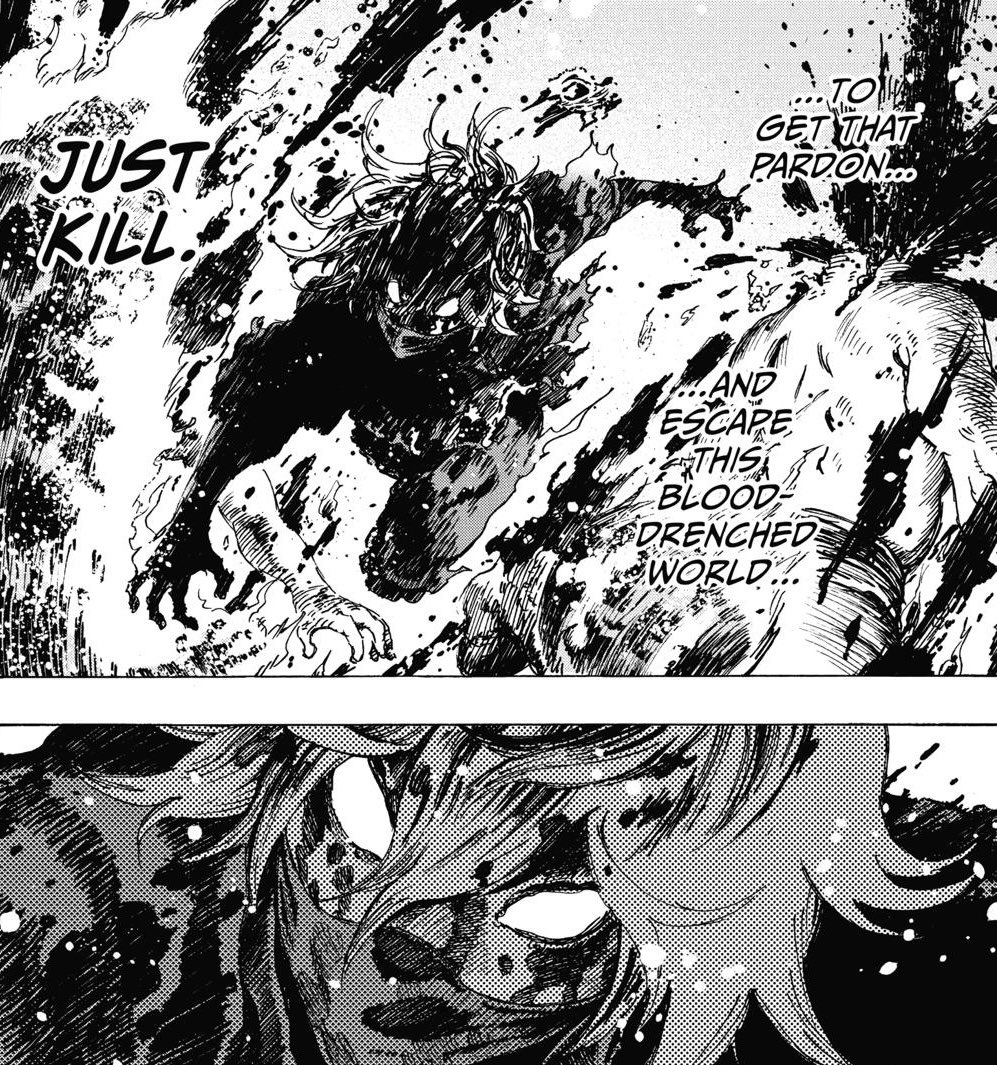 ...TO
GET THAT
PARDON...
...AND
ESCAPE
THIS
BLOOD-
DRENCHED
WORLD...
JUST
KILL.